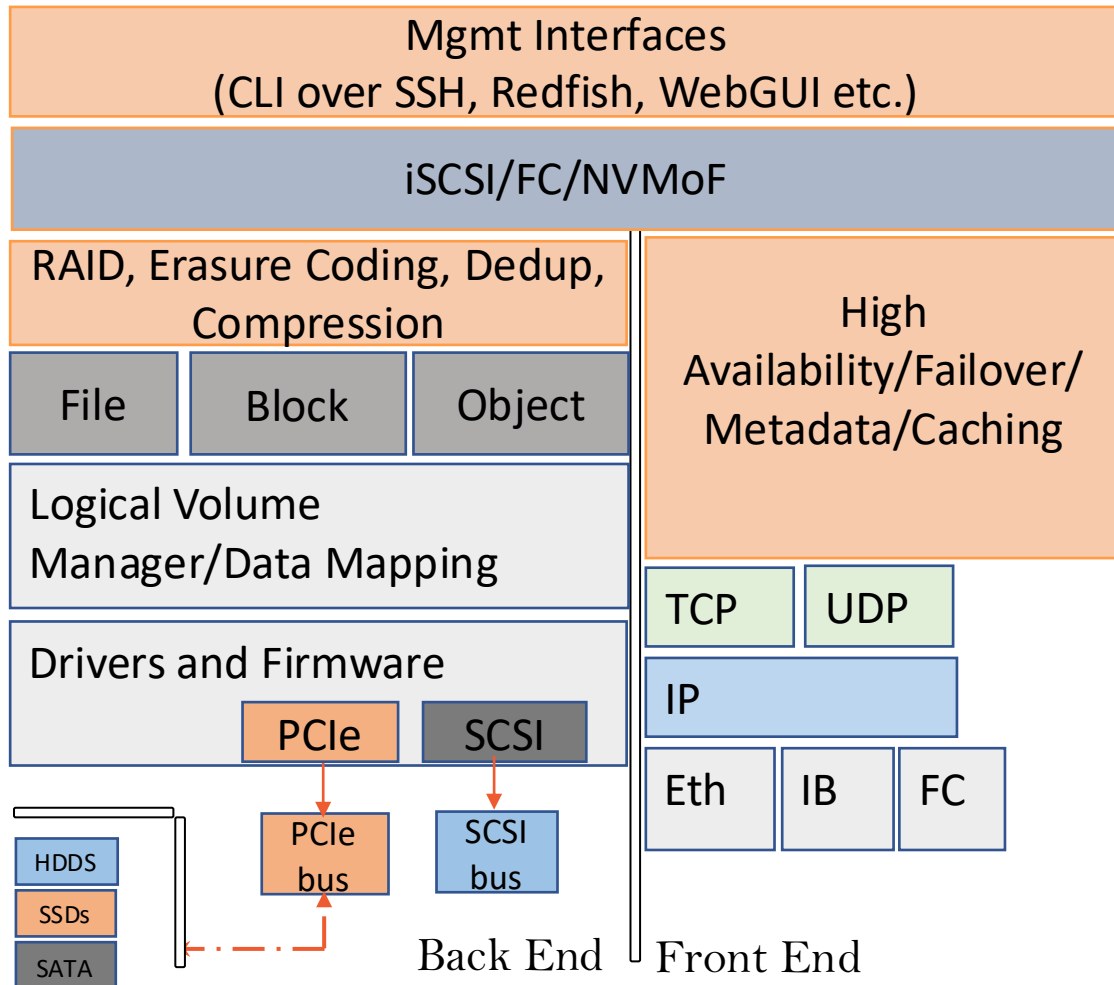 Mgmt Interfaces
(CLI over SSH, Redfish, WebGUI etc.)
iSCSI/FC/NVMoF
RAID, Erasure Coding, Dedup,
Compression
File
Block
Object
Logical Volume
Manager/Data Mapping
Drivers and Firmware
PCIe
SCSI
PCIe
bus
SCSI
bus
HDDS
SSDs
SATA
Back End
High
Availability/Failover/
Metadata/Caching
TCP
UDP
IP
Eth
IB
FC
Front End